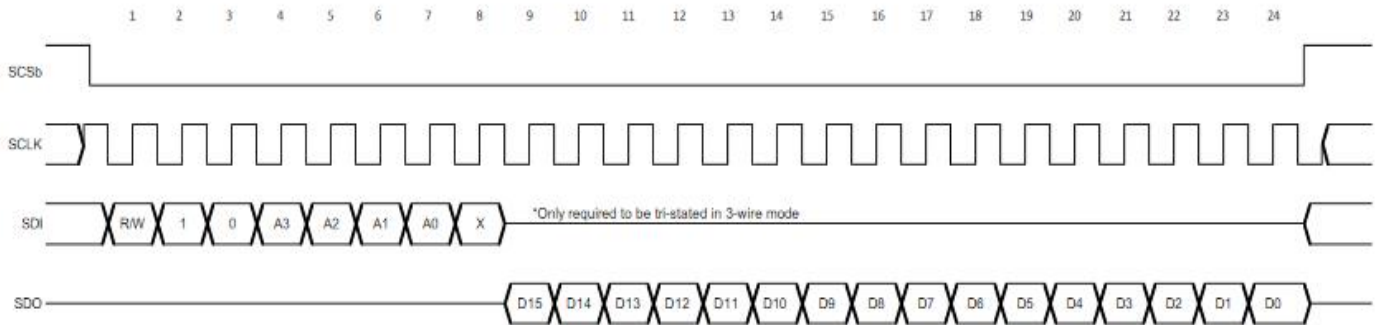 1 2 3 4 5 6 7 8 9 10 11 12 13 14 15 16 17 18 19 20 21 22 23 24
SCSb
SCLK
SDI R/W 1 0 A3 A2 A1 A0 X *Only required to be tri-stated in 3-wire mode
SDO D15 D14 D13 D12 D11 D10 D9 D8 D7 D6 D5 D4 D3 D2 D1 D0